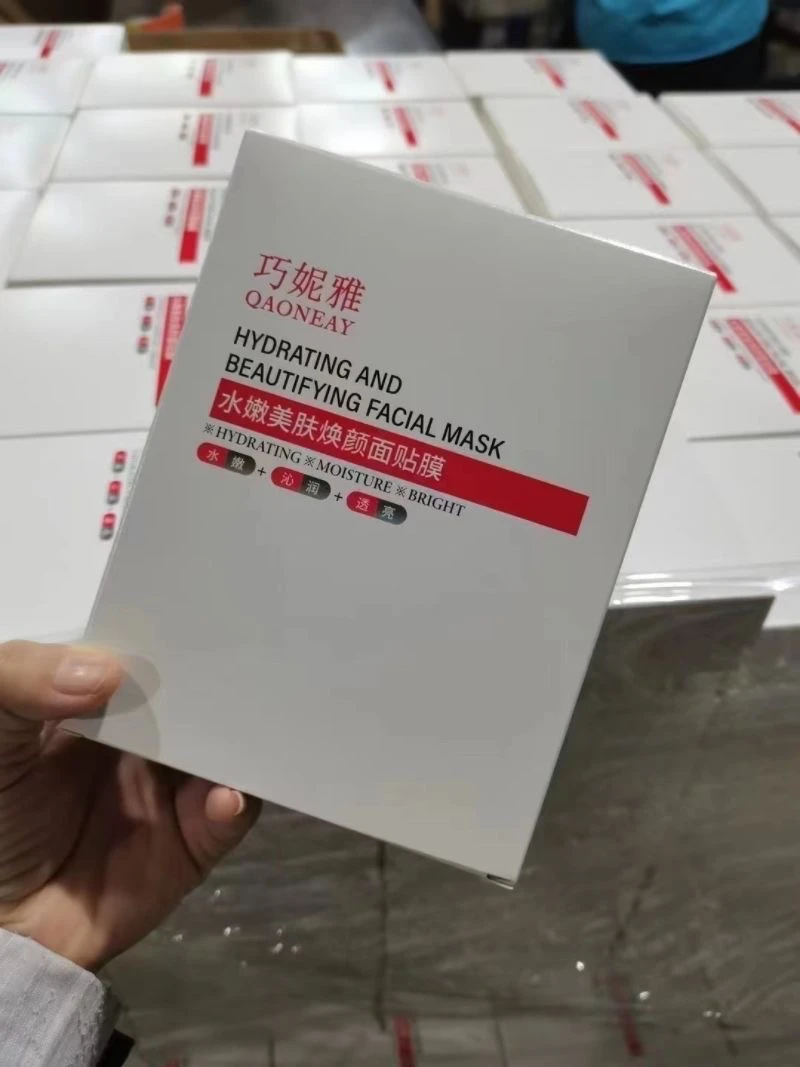 巧妮雅
QAONEAY
HYDRATING AND
BEAUTIFYING FACIAL MASK
水嫩美肤焕颜面贴膜
※HYDRATING ※MOISTURE ※BRIGHT
水嫩 + 沁润 + 透亮